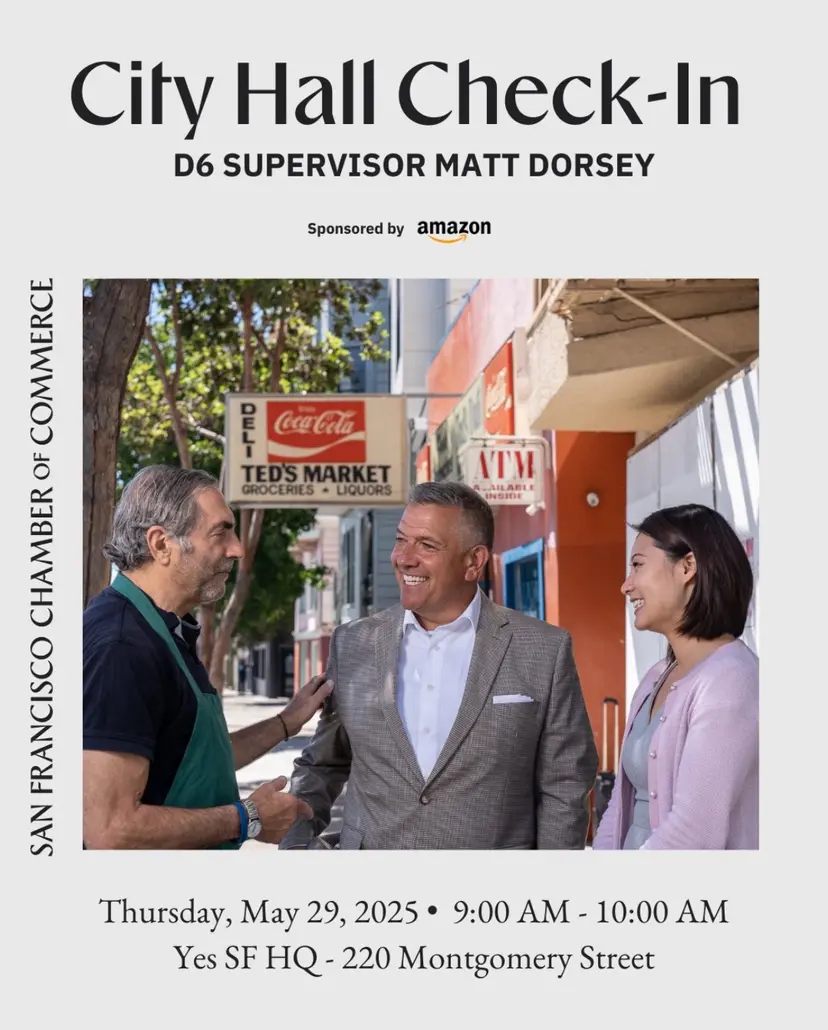 City Hall Check-In
D6 SUPERVISOR MATT DORSEY
Sponsored by amazon
SAN FRANCISCO CHAMBER OF COMMERCE
DELI
Coca-Cola
TED'S MARKET
GROCERIES • LIQUORS
ATM
AVAILABLE
INSIDE
Thursday, May 29, 2025 • 9:00 AM - 10:00 AM
Yes SF HQ - 220 Montgomery Street